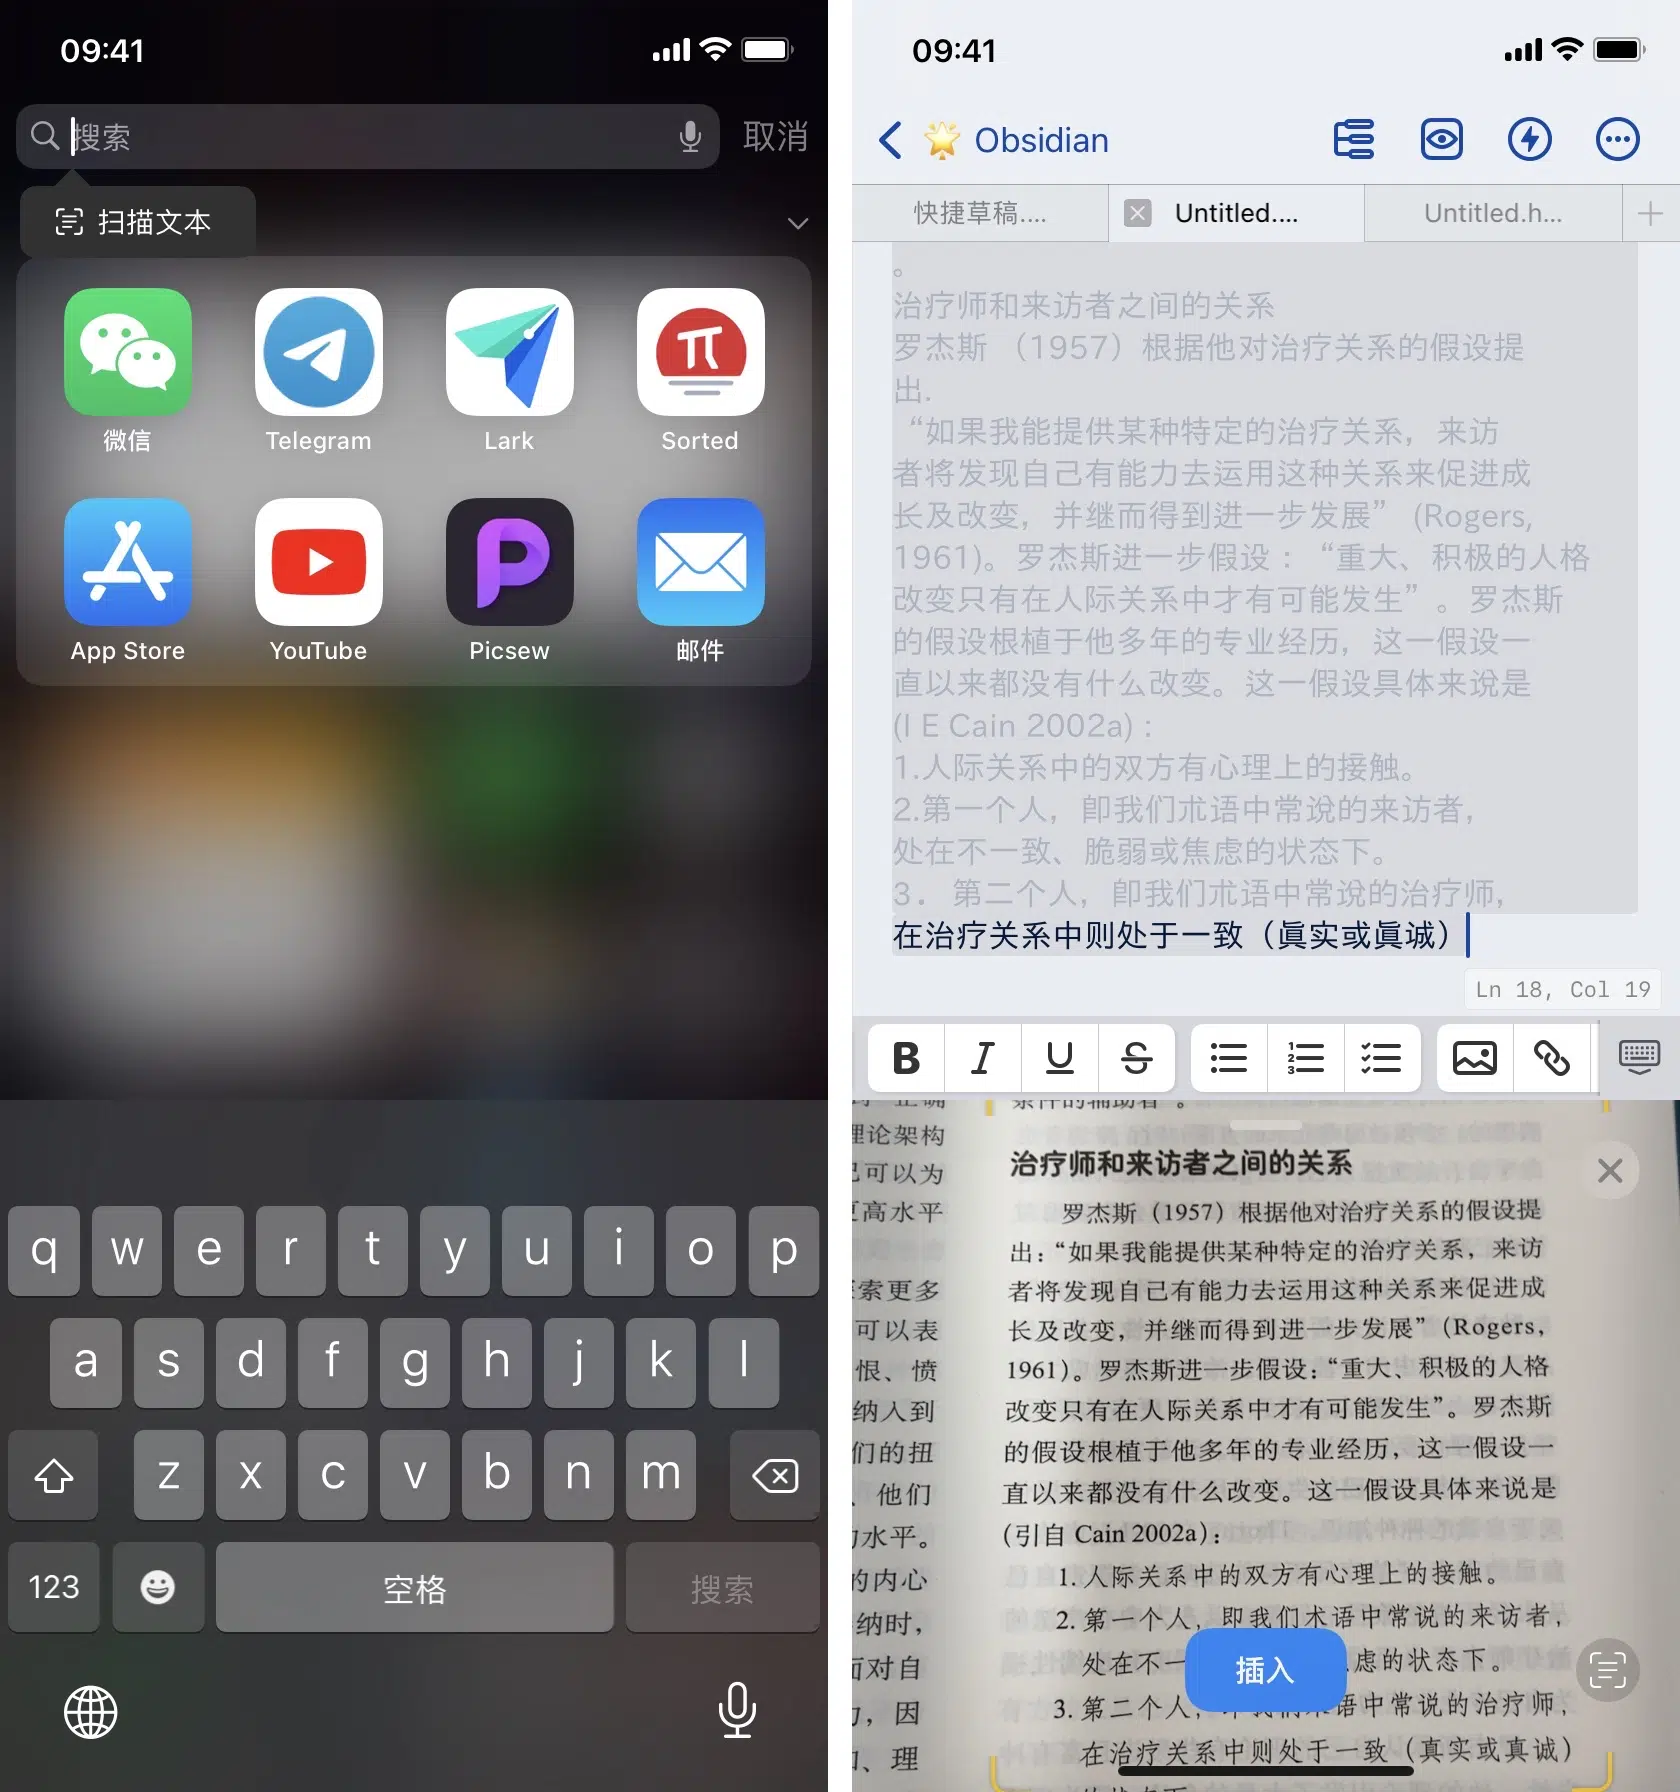 09:41
搜索
取消
扫描文本
微信
Telegram
Lark
Sorted
App Store
YouTube
Picsew
邮件
q w e r t y u i o p
a s d f g h j k l
z x c v b n m
123
空格
搜索
09:41
Obsidian
快捷草稿....
Untitled....
Untitled.h...
。
治疗师和来访者之间的关系
罗杰斯 （1957）根据他对治疗关系的假设提
出.
“如果我能提供某种特定的治疗关系，来访
者将发现自己有能力去运用这种关系来促进成
长及改变，并继而得到进一步发展” (Rogers,
1961)。罗杰斯进一步假设：“重大、积极的人格
改变只有在人际关系中才有可能发生”。罗杰斯
的假设根植于他多年的专业经历，这一假设一
直以来都没有什么改变。这一假设具体来说是
(I E Cain 2002a)：
1.人际关系中的双方有心理上的接触。
2.第一个人，卽我们朮语中常說的来访者，
处在不一致、脆弱或焦虑的状态下。
3． 第二个人，卽我们朮语中常說的治疗师，
在治疗关系中则处于一致（眞实或眞诚）
Ln 18, Col 19
B I U S
理论架构
可以为
高水平
索更多
可以表
恨、愤
纳入到
们的扭
、他们
水平。
的内心
纳时，
面对自
，因
、理
条件的辅助者”。
治疗师和来访者之间的关系
罗杰斯（1957）根据他对治疗关系的假设提
出：“如果我能提供某种特定的治疗关系，来访
者将发现自己有能力去运用这种关系来促进成
长及改变，并继而得到进一步发展”（Rogers,
1961)。罗杰斯进一步假设：“重大、积极的人格
改变只有在人际关系中才有可能发生”。罗杰斯
的假设根植于他多年的专业经历，这一假设一
直以来都没有什么改变。这一假设具体来说是
（引自 Cain 2002a）：
1. 人际关系中的双方有心理上的接触。
2. 第一个人，即我们术语中常说的来访者，
处在不一 虑的状态下。
插入
3. 第二个人， 语中常说的治疗师，
在治疗关系中则处于一致（真实或真诚）